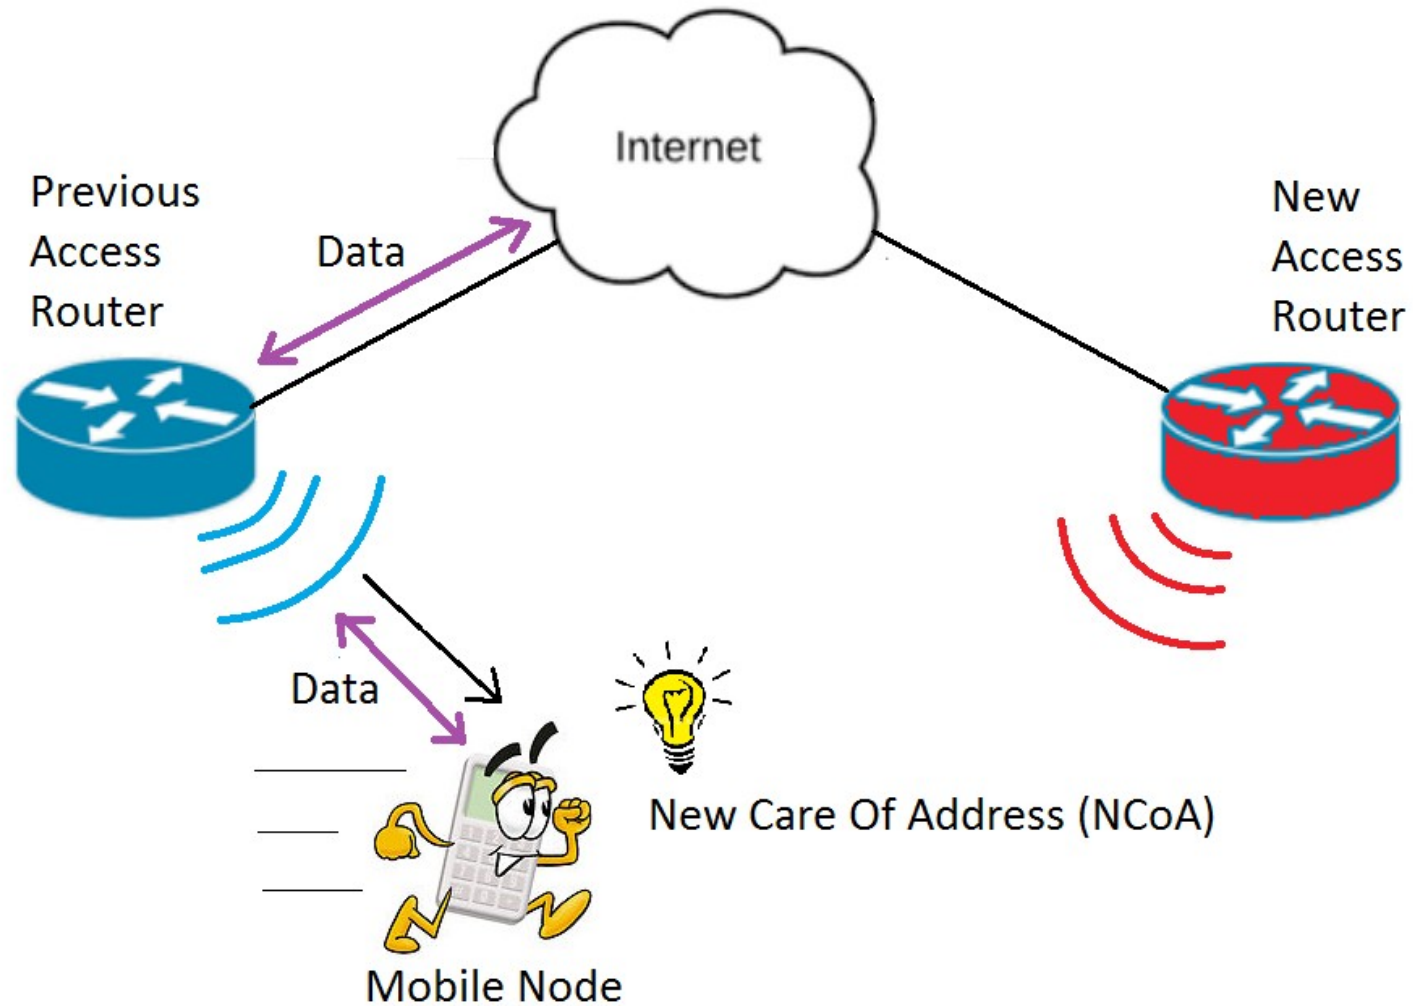 Internet
Previous
Access
Router
Data
New
Access
Router
Data
New Care Of Address (NCoA)
Mobile Node